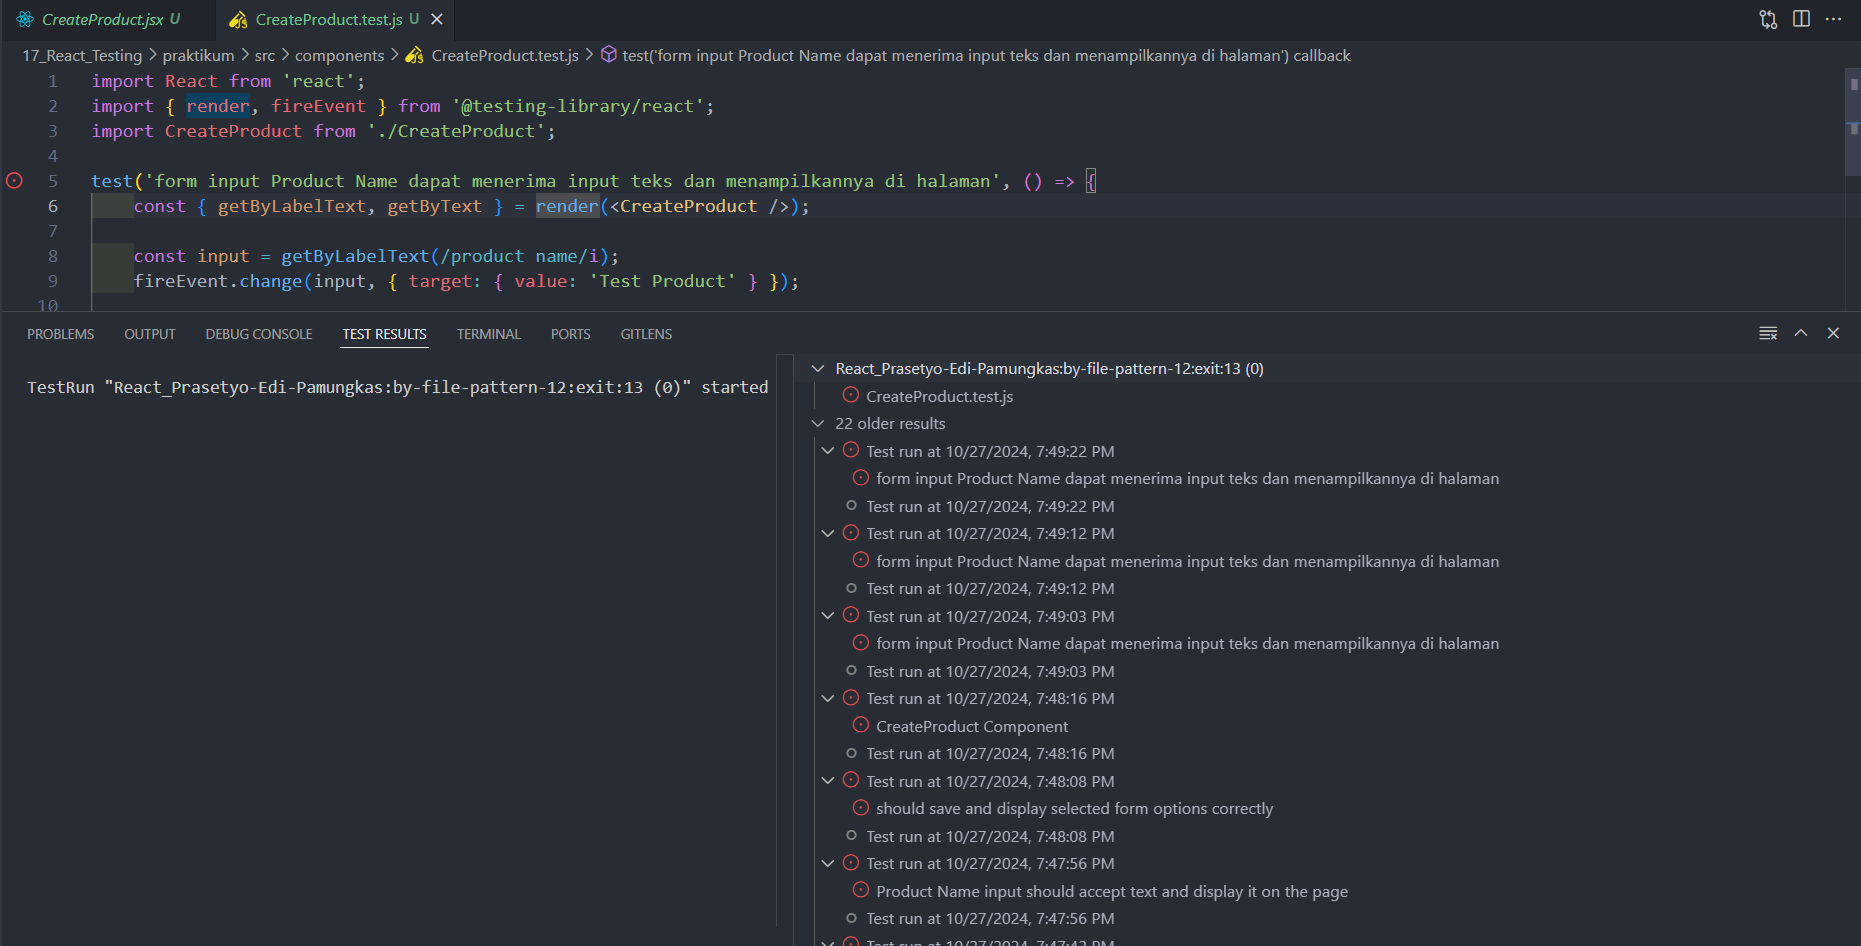 CreateProduct.jsx U
CreateProduct.test.js U
17_React_Testing > praktikum > src > components > CreateProduct.test.js > test('form input Product Name dapat menerima input teks dan menampilkannya di halaman') callback
1 import React from 'react';
2 import { render, fireEvent } from '@testing-library/react';
3 import CreateProduct from './CreateProduct';
4
5 test('form input Product Name dapat menerima input teks dan menampilkannya di halaman', () => {
6 const { getByLabelText, getByText } = render(<CreateProduct />);
7
8 const input = getByLabelText(/product name/i);
9 fireEvent.change(input, { target: { value: 'Test Product' } });
10
PROBLEMS OUTPUT DEBUG CONSOLE TEST RESULTS TERMINAL PORTS GITLENS
TestRun "React_Prasetyo-Edi-Pamungkas:by-file-pattern-12:exit:13 (0)" started
React_Prasetyo-Edi-Pamungkas:by-file-pattern-12:exit:13 (0)
CreateProduct.test.js
22 older results
Test run at 10/27/2024, 7:49:22 PM
form input Product Name dapat menerima input teks dan menampilkannya di halaman
Test run at 10/27/2024, 7:49:22 PM
Test run at 10/27/2024, 7:49:12 PM
form input Product Name dapat menerima input teks dan menampilkannya di halaman
Test run at 10/27/2024, 7:49:12 PM
Test run at 10/27/2024, 7:49:03 PM
form input Product Name dapat menerima input teks dan menampilkannya di halaman
Test run at 10/27/2024, 7:49:03 PM
Test run at 10/27/2024, 7:48:16 PM
CreateProduct Component
Test run at 10/27/2024, 7:48:16 PM
Test run at 10/27/2024, 7:48:08 PM
should save and display selected form options correctly
Test run at 10/27/2024, 7:48:08 PM
Test run at 10/27/2024, 7:47:56 PM
Product Name input should accept text and display it on the page
Test run at 10/27/2024, 7:47:56 PM
Test run at 10/27/2024, 7:47:42 PM